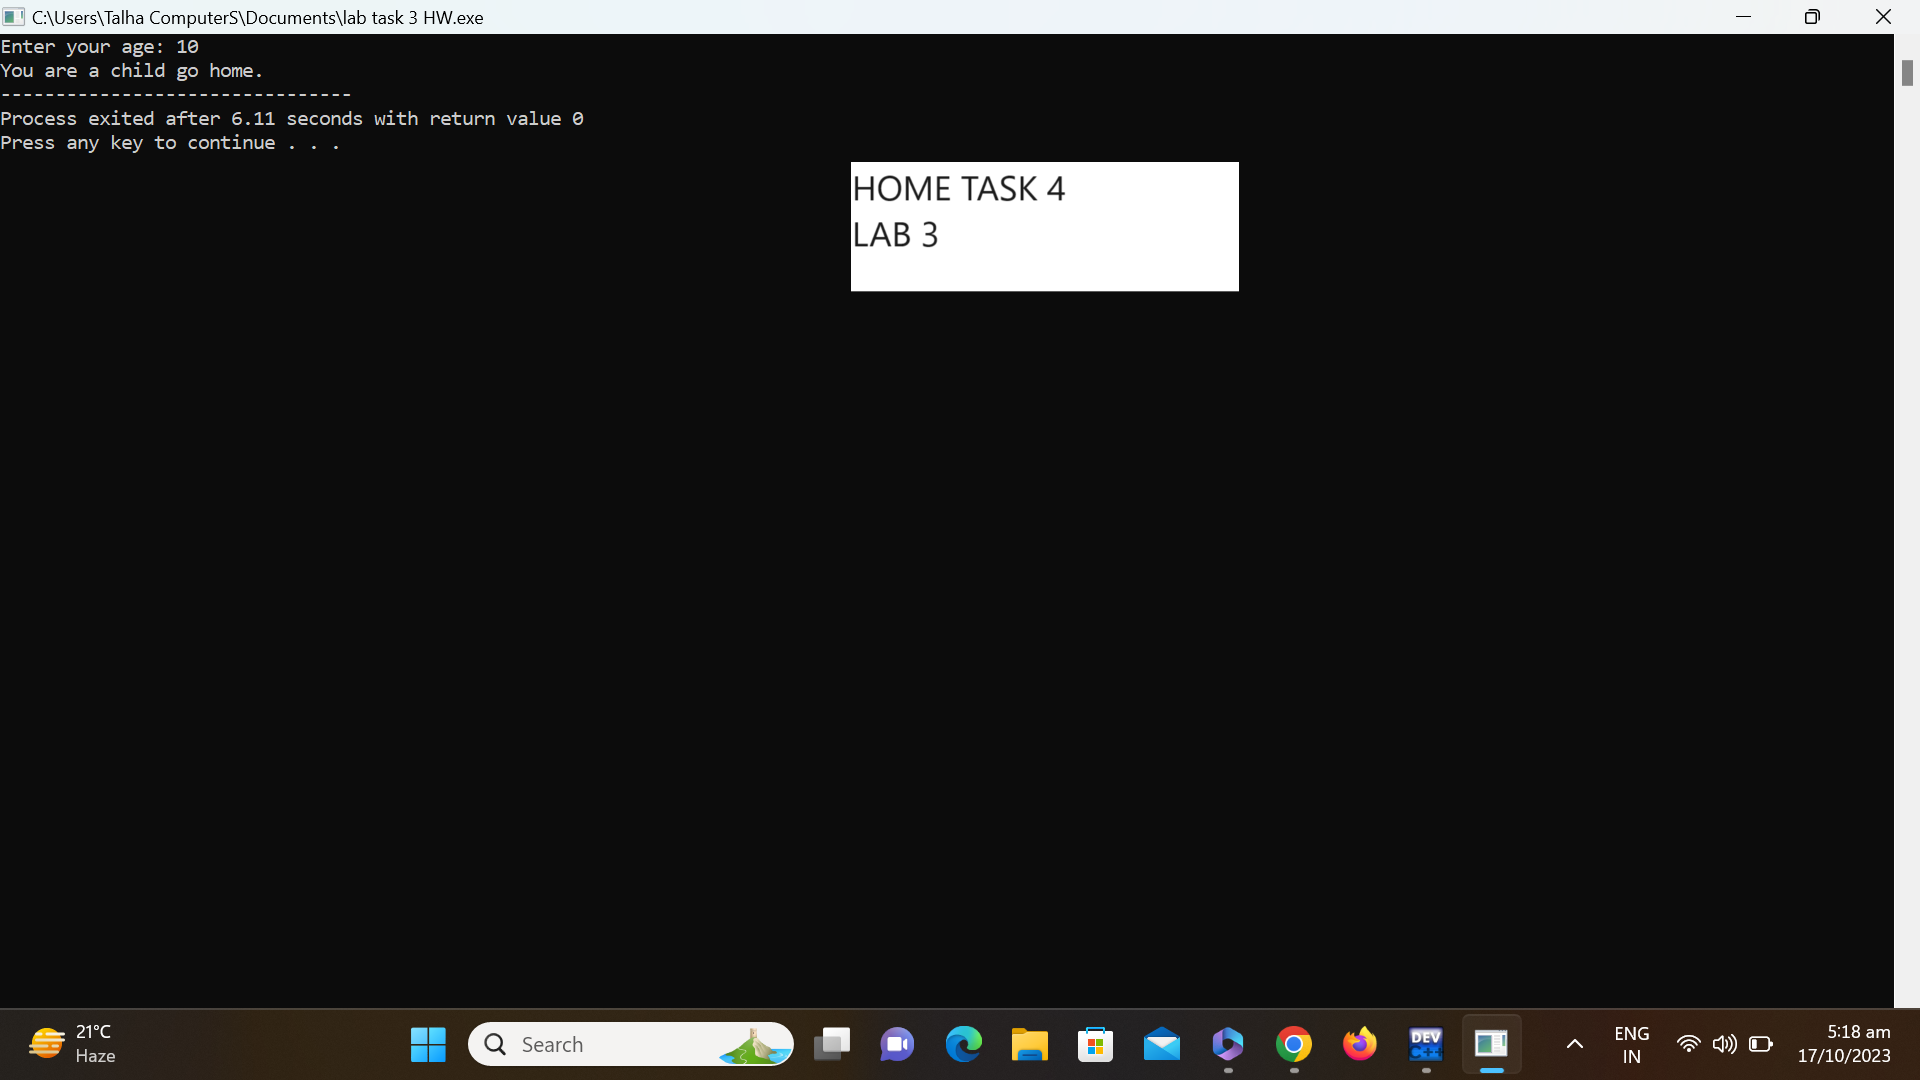 C:\Users\Talha ComputerS\Documents\lab task 3 HW.exe
Enter your age: 10
You are a child go home.
--------------------------------
Process exited after 6.11 seconds with return value 0
Press any key to continue . . .
HOME TASK 4
LAB 3
21°C
Haze
Search
DEV
C++
ENG
IN
5:18 am
17/10/2023